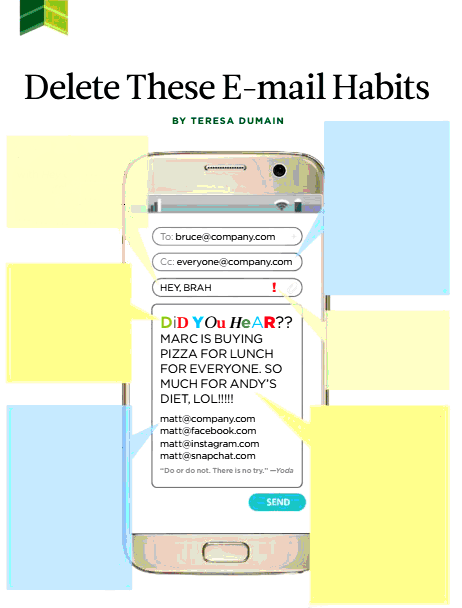 Delete These E-mail Habits
BY TERESA DUMAIN
To: bruce@company.com
Cc: everyone@company.com
HEY, BRAH !
DiD YOu HeAR??
MARC IS BUYING
PIZZA FOR LUNCH
FOR EVERYONE. SO
MUCH FOR ANDY'S
DIET, LOL!!!!!
matt@company.com
matt@facebook.com
matt@instagram.com
matt@snapchat.com
"Do or do not. There is no try." —Yoda
SEND